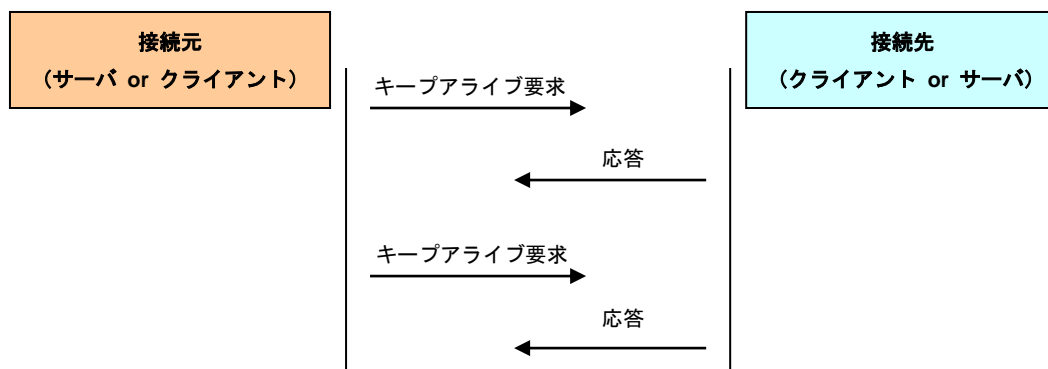 接続元
（サーバ or クライアント）
接続先
（クライアント or サーバ）
キープアライブ要求
応答
キープアライブ要求
応答